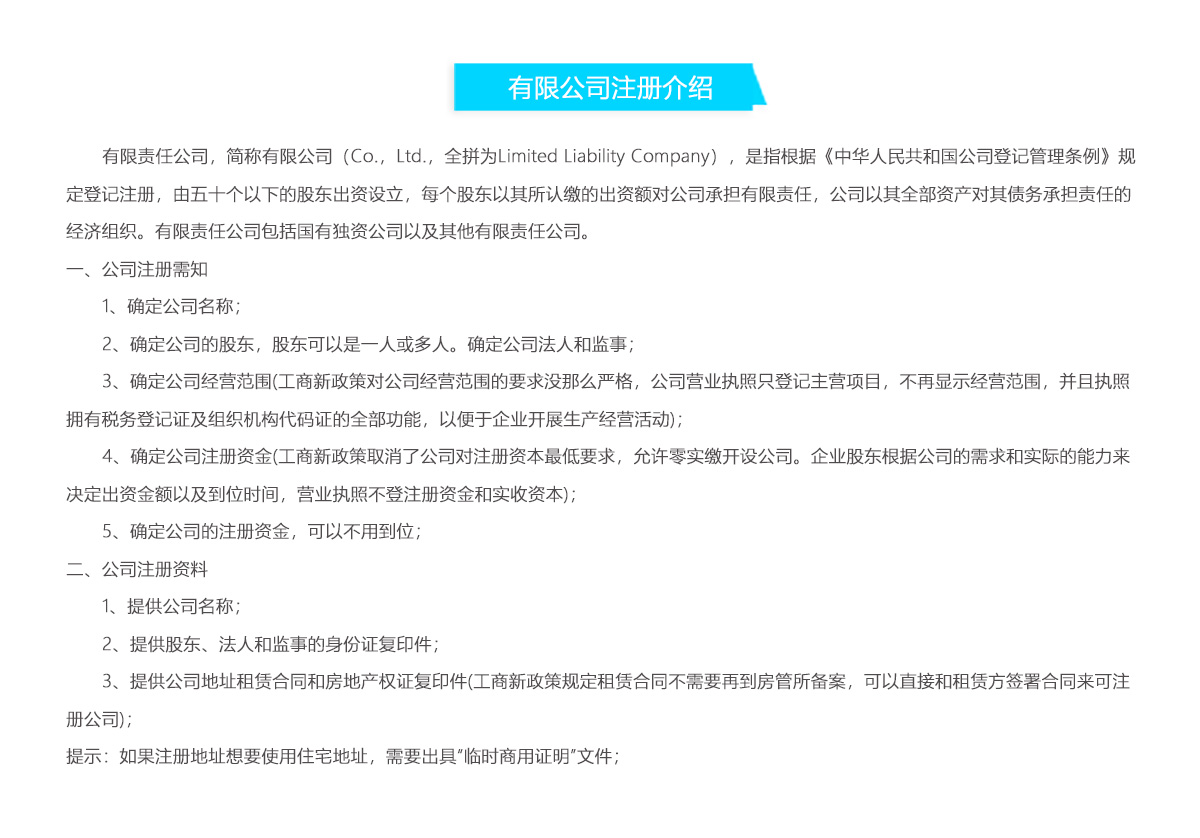 有限公司注册介绍
有限责任公司，简称有限公司（Co.，Ltd.，全拼为Limited Liability Company），是指根据《中华人民共和国公司登记管理条例》规
定登记注册，由五十个以下的股东出资设立，每个股东以其所认缴的出资额对公司承担有限责任，公司以其全部资产对其债务承担责任的
经济组织。有限责任公司包括国有独资公司以及其他有限责任公司。
一、公司注册需知
1、确定公司名称；
2、确定公司的股东，股东可以是一人或多人。确定公司法人和监事；
3、确定公司经营范围(工商新政策对公司经营范围的要求没那么严格，公司营业执照只登记主营项目，不再显示经营范围，并且执照
拥有税务登记证及组织机构代码证的全部功能，以便于企业开展生产经营活动)；
4、确定公司注册资金(工商新政策取消了公司对注册资本最低要求，允许零实缴开设公司。企业股东根据公司的需求和实际的能力来
决定出资金额以及到位时间，营业执照不登注册资金和实收资本)；
5、确定公司的注册资金，可以不用到位；
二、公司注册资料
1、提供公司名称；
2、提供股东、法人和监事的身份证复印件；
3、提供公司地址租赁合同和房地产权证复印件(工商新政策规定租赁合同不需要再到房管所备案，可以直接和租赁方签署合同来可注
册公司)；
提示：如果注册地址想要使用住宅地址，需要出具"临时商用证明"文件；